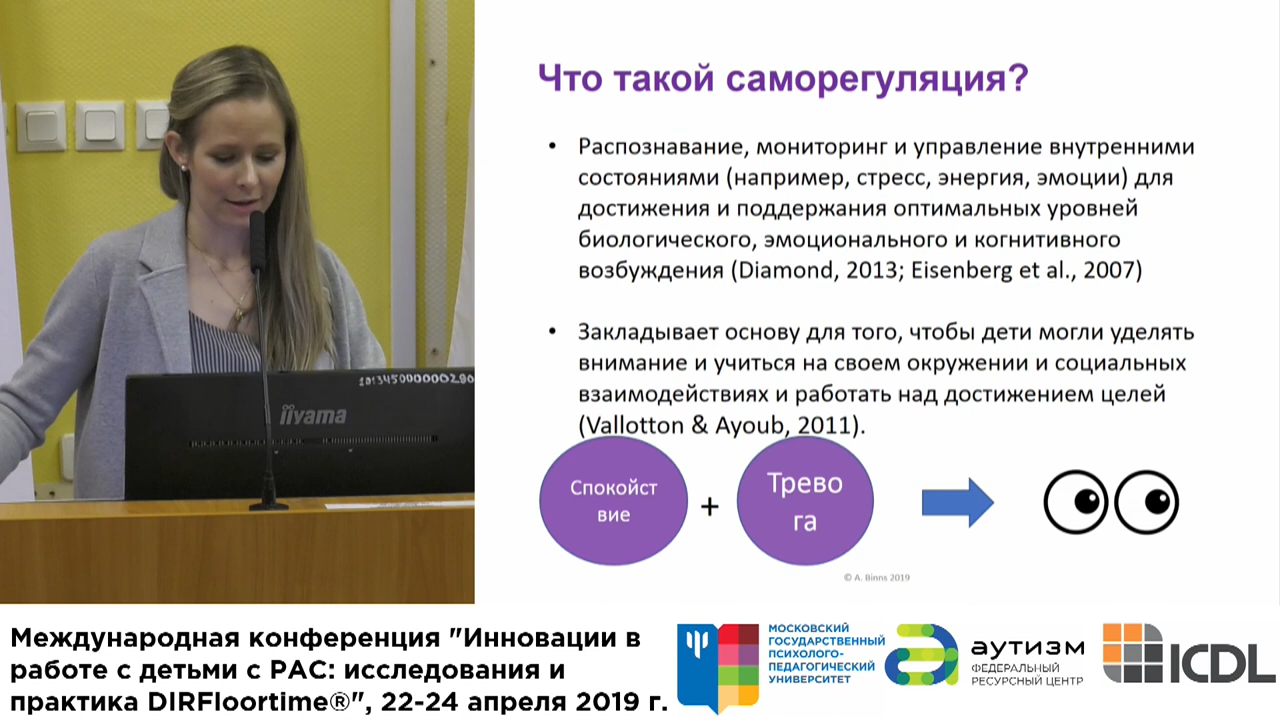 Что такой саморегуляция?
• Распознавание, мониторинг и управление внутренними
состояниями (например, стресс, энергия, эмоции) для
достижения и поддержания оптимальных уровней
биологического, эмоционального и когнитивного
возбуждения (Diamond, 2013; Eisenberg et al., 2007)
• Закладывает основу для того, чтобы дети могли уделять
внимание и учиться на своем окружении и социальных
взаимодействиях и работать над достижением целей
(Vallotton & Ayoub, 2011).
Спокойст
вие
+
Трево
га
© A. Binns 2019
iiyama
Международная конференция "Инновации в
работе с детьми с РАС: исследования и
практика DIRFloortime®", 22-24 апреля 2019 г.
МОСКОВСКИЙ
ГОСУДАРСТВЕННЫЙ
ПСИХОЛОГО-
ПЕДАГОГИЧЕСКИЙ
УНИВЕРСИТЕТ
аутизм
ФЕДЕРАЛЬНЫЙ
РЕСУРСНЫЙ ЦЕНТР
ICDL